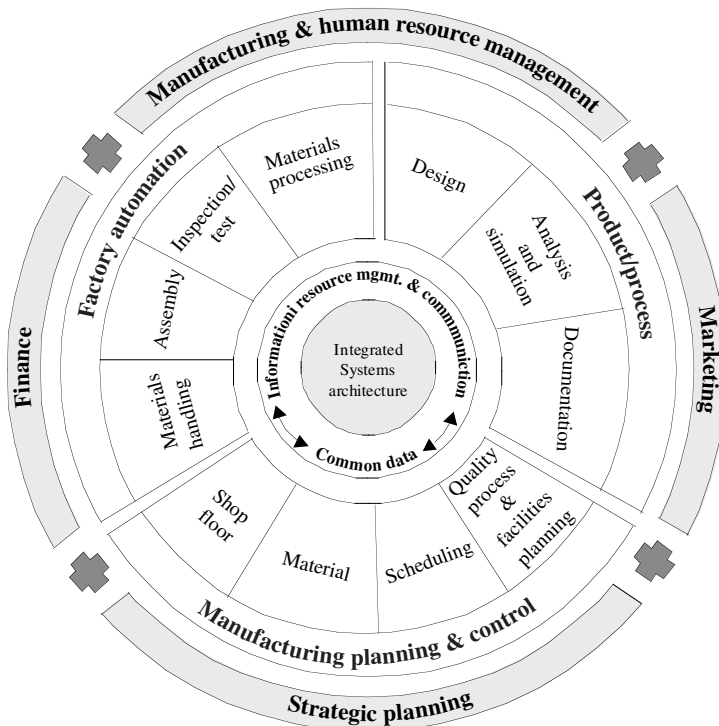 Manufacturing & human resource management
Factory automation
Materials
processing
Inspection/
test
Assembly
Materials
handling
Product/process
Design
Analysis
and
simulation
Documentation
Finance
Marketing
Informationi resource mgmt. & commmuniction
Integrated
Systems
architecture
Common data
Shop
floor
Material
Scheduling
Quality
process
&
facilities
planning
Manufacturing planning & control
Strategic planning